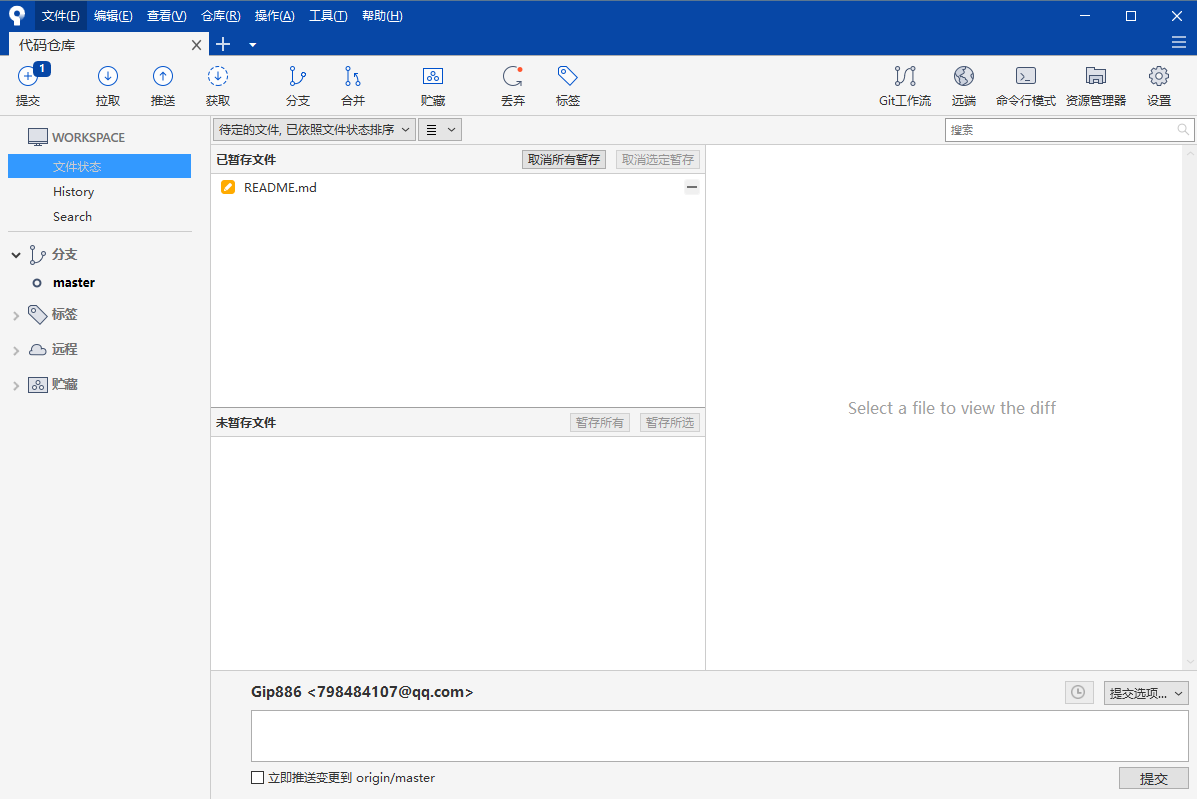 文件(F) 编辑(E) 查看(V) 仓库(R) 操作(A) 工具(T) 帮助(H)
代码仓库
1
提交 拉取 推送 获取 分支 合并 贮藏 丢弃 标签 Git工作流 远端 命令行模式 资源管理器 设置
WORKSPACE
文件状态
History
Search
分支
master
标签
远程
贮藏
待定的文件, 已依照文件状态排序
搜索
已暂存文件 取消所有暂存 取消选定暂存
README.md
未暂存文件 暂存所有 暂存所选
Select a file to view the diff
Gip886 <798484107@qq.com>
提交选项...
立即推送变更到 origin/master
提交